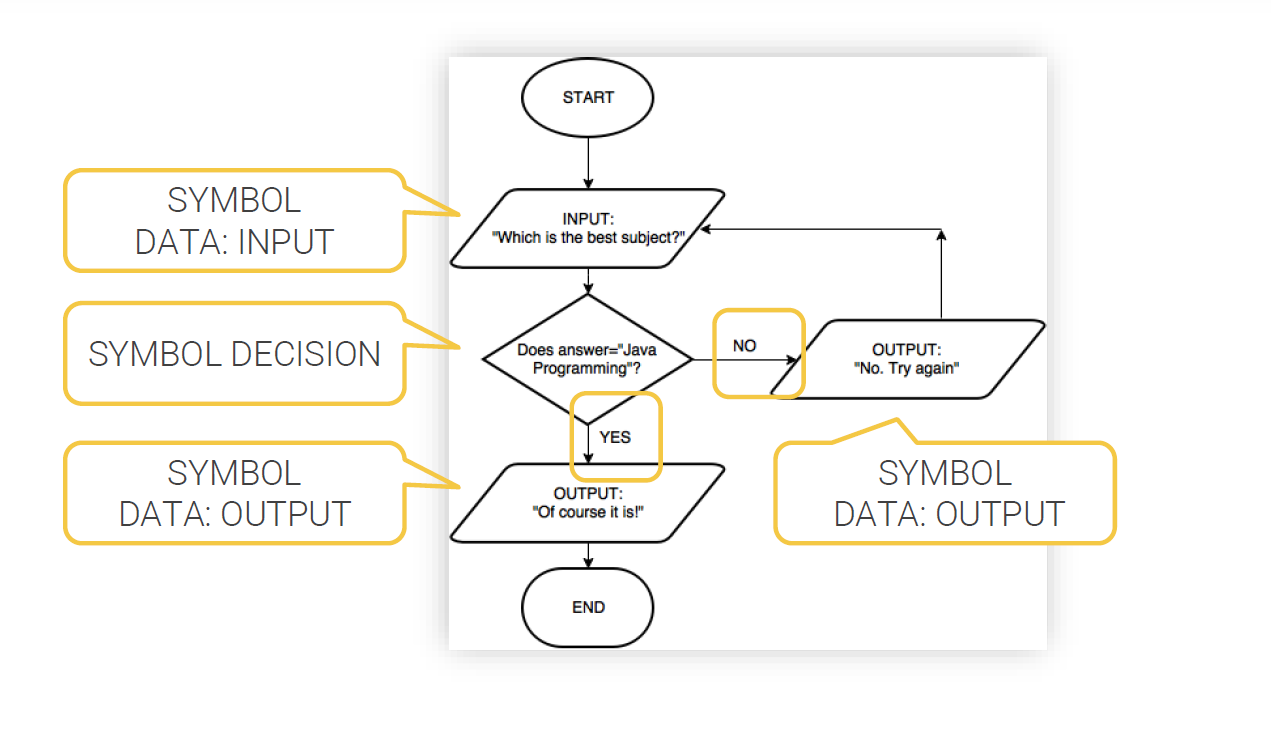 START
SYMBOL
DATA: INPUT
INPUT:
"Which is the best subject?"
SYMBOL DECISION
Does answer="Java
Programming"?
NO
OUTPUT:
"No. Try again"
YES
SYMBOL
DATA: OUTPUT
OUTPUT:
"Of course it is!"
SYMBOL
DATA: OUTPUT
END